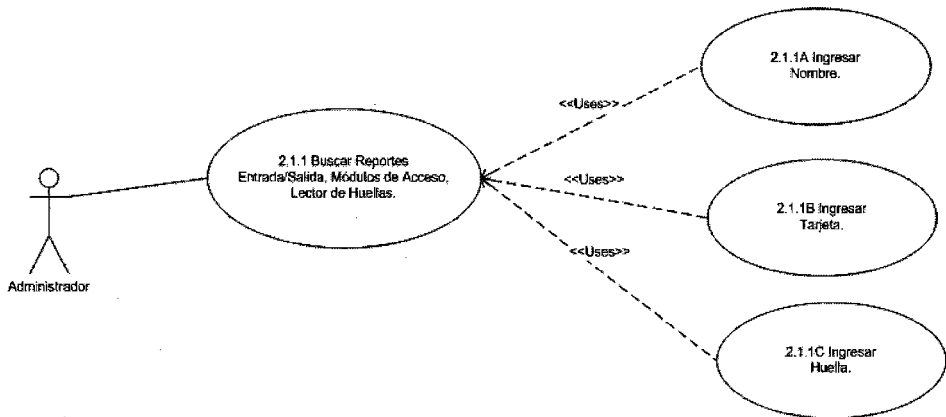 2.1.1A Ingresar
Nombre.
<<Uses>>
2.1.1 Buscar Reportes
Entrada/Salida, Módulos de Acceso,
Lector de Huellas.
<<Uses>>
2.1.1B Ingresar
Tarjeta.
<<Uses>>
Administrador
2.1.1C Ingresar
Huella.